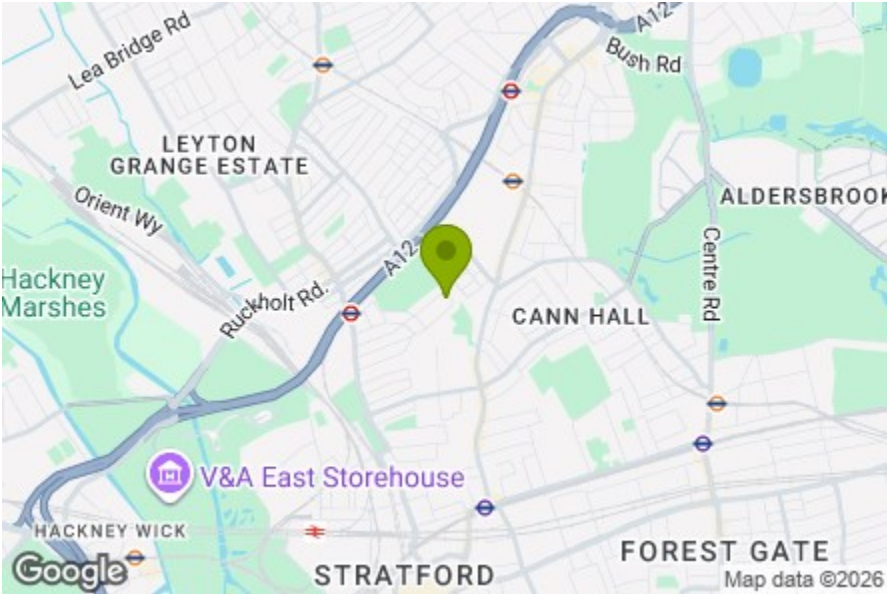 A12
Lea Bridge Rd
Bush Rd
LEYTON
GRANGE ESTATE
ALDERSBROOK
Orient Wy
A12
Centre Rd
Hackney
Marshes
Ruckholt Rd.
CANN HALL
V&A East Storehouse
HACKNEY WICK
FOREST GATE
STRATFORD
Google
Map data ©2026